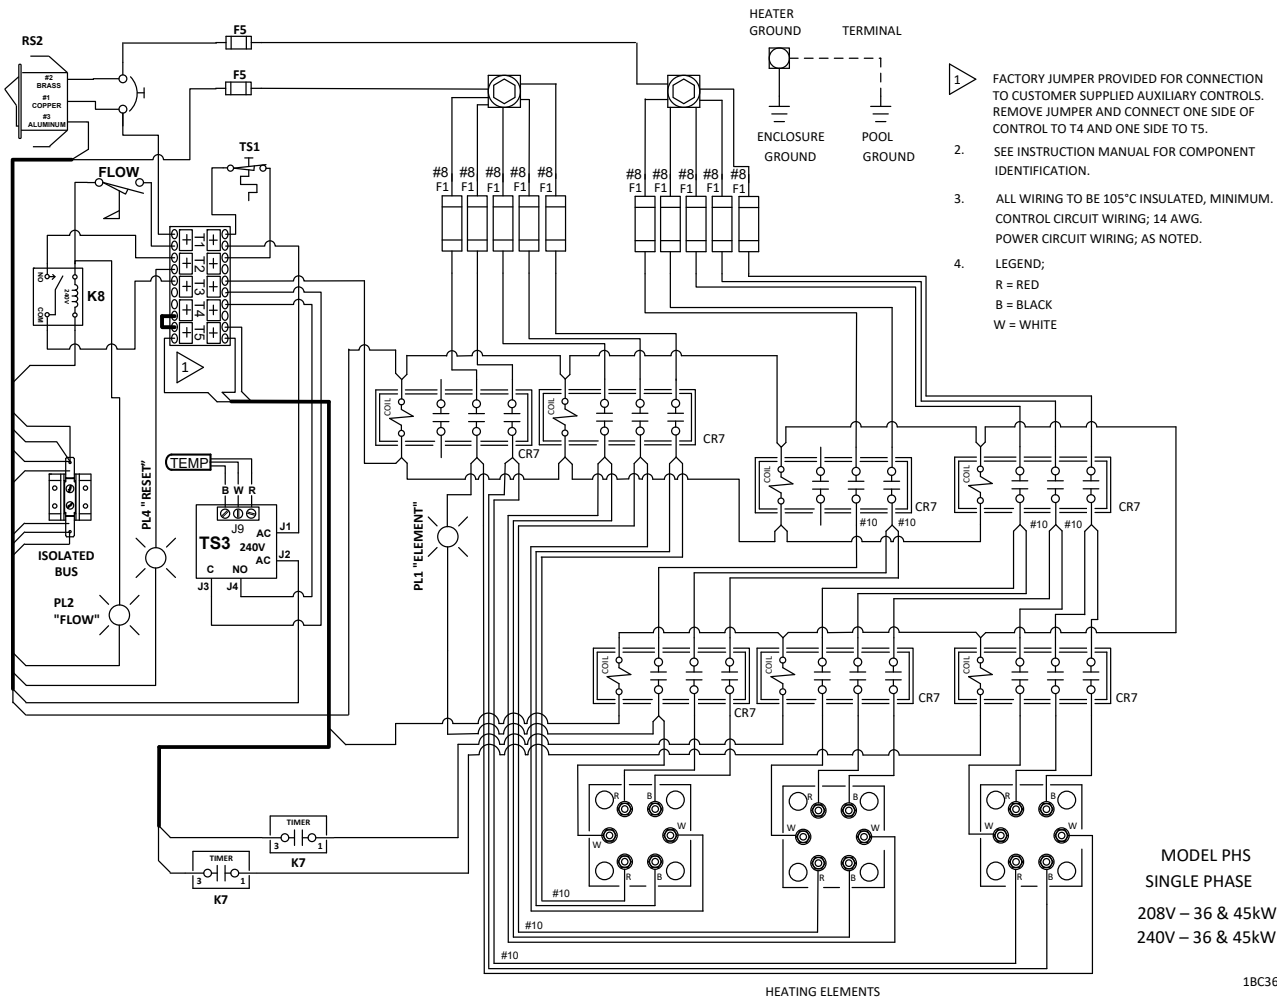 HEATER
GROUND
TERMINAL
ENCLOSURE
GROUND
POOL
GROUND
1
FACTORY JUMPER PROVIDED FOR CONNECTION
TO CUSTOMER SUPPLIED AUXILIARY CONTROLS.
REMOVE JUMPER AND CONNECT ONE SIDE OF
CONTROL TO T4 AND ONE SIDE TO T5.
2. SEE INSTRUCTION MANUAL FOR COMPONENT
IDENTIFICATION.
3. ALL WIRING TO BE 105°C INSULATED, MINIMUM.
CONTROL CIRCUIT WIRING; 14 AWG.
POWER CIRCUIT WIRING; AS NOTED.
4. LEGEND;
R = RED
B = BLACK
W = WHITE
RS2
#2
BRASS
#1
COPPER
#3
ALUMINUM
F5
F5
TS1
FLOW
T1
T2
T3
T4
T5
1
NO
COM
240V
K8
#8 #8 #8 #8 #8
F1 F1 F1 F1 F1
#8 #8 #8 #8 #8
F1 F1 F1 F1 F1
COIL
CR7
COIL
CR7
COIL
CR7
COIL
CR7
#10 #10
#10 #10
TEMP
B W R
J9
TS3
240V
AC
AC
J1
J2
C NO
J3 J4
PL4 "RESET"
PL1 "ELEMENT"
ISOLATED
BUS
PL2
"FLOW"
COIL
CR7
COIL
CR7
COIL
CR7
R B
W W
R B
R B
W W
R B
R B
W W
R B
#10
#10
#10
TIMER
3 1
K7
TIMER
3 1
K7
HEATING ELEMENTS
MODEL PHS
SINGLE PHASE
208V – 36 & 45kW
240V – 36 & 45kW
1BC36